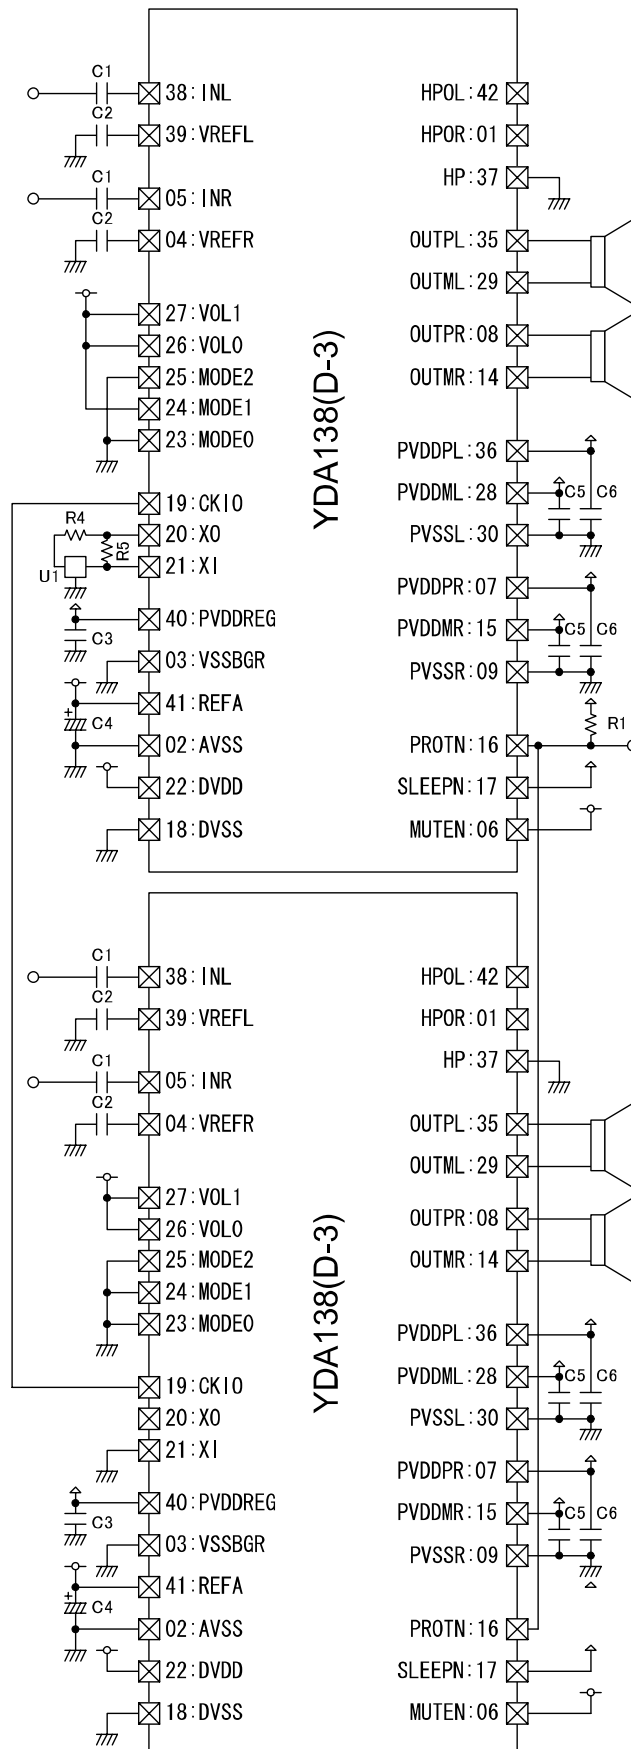 C1
38:INL
HPOL:42
C2
39:VREFL
HPOR:01
HP:37
C1
05:INR
C2
04:VREFR
OUTPL:35
OUTML:29
27:VOL1
OUTPR:08
26:VOL0
25:MODE2
OUTMR:14
24:MODE1
23:MODE0
YDA138(D-3)
PVDDPL:36
PVDDML:28
C5
C6
19:CKIO
R4
20:XO
PVSSL:30
R5
U1
21:XI
PVDDPR:07
40:PVDDREG
C3
PVDDMR:15
C5
C6
03:VSSBGR
PVSSR:09
41:REFA
+
C4
R1
02:AVSS
PROTN:16
22:DVDD
SLEEPN:17
18:DVSS
MUTEN:06
C1
38:INL
HPOL:42
C2
39:VREFL
HPOR:01
HP:37
C1
05:INR
C2
04:VREFR
OUTPL:35
OUTML:29
27:VOL1
OUTPR:08
26:VOL0
25:MODE2
OUTMR:14
24:MODE1
23:MODE0
YDA138(D-3)
PVDDPL:36
PVDDML:28
C5
C6
19:CKIO
20:XO
PVSSL:30
21:XI
PVDDPR:07
40:PVDDREG
C3
PVDDMR:15
C5
C6
03:VSSBGR
PVSSR:09
41:REFA
+
C4
02:AVSS
PROTN:16
22:DVDD
SLEEPN:17
18:DVSS
MUTEN:06